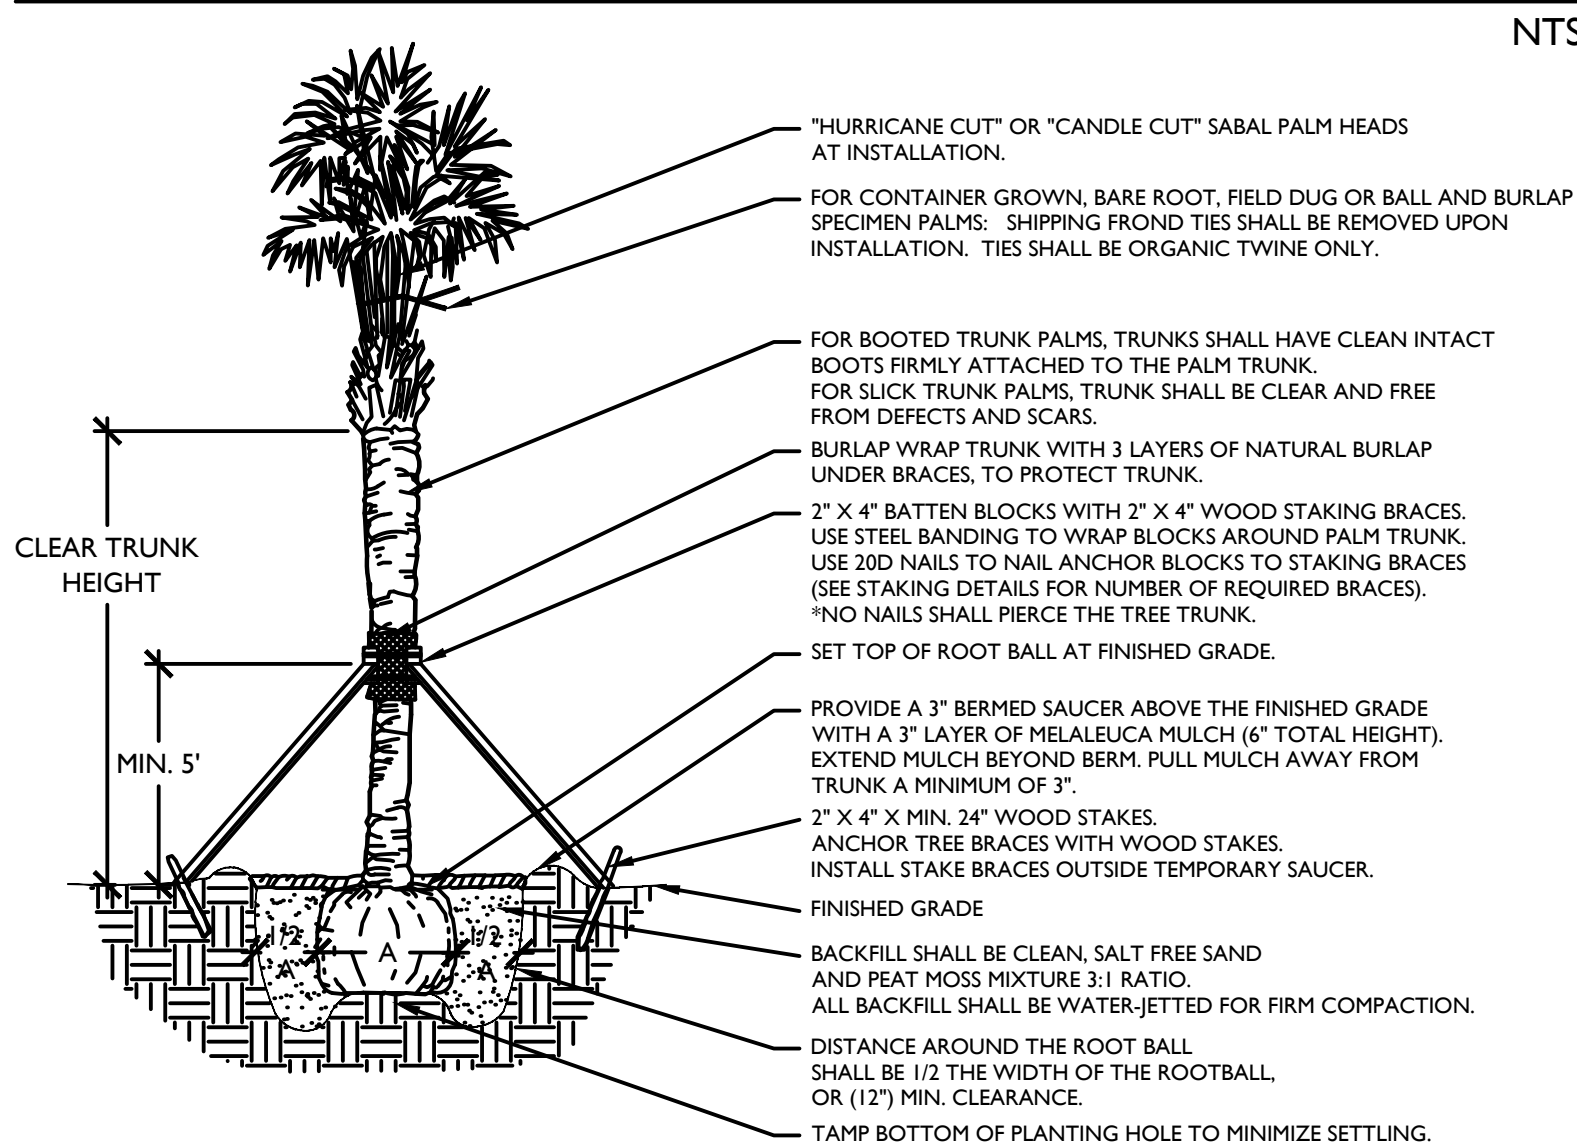 NTS
"HURRICANE CUT" OR "CANDLE CUT" SABAL PALM HEADS
AT INSTALLATION.
FOR CONTAINER GROWN, BARE ROOT, FIELD DUG OR BALL AND BURLAP
SPECIMEN PALMS: SHIPPING FROND TIES SHALL BE REMOVED UPON
INSTALLATION. TIES SHALL BE ORGANIC TWINE ONLY.
FOR BOOTED TRUNK PALMS, TRUNKS SHALL HAVE CLEAN INTACT
BOOTS FIRMLY ATTACHED TO THE PALM TRUNK.
FOR SLICK TRUNK PALMS, TRUNK SHALL BE CLEAR AND FREE
FROM DEFECTS AND SCARS.
BURLAP WRAP TRUNK WITH 3 LAYERS OF NATURAL BURLAP
UNDER BRACES, TO PROTECT TRUNK.
2" X 4" BATTEN BLOCKS WITH 2" X 4" WOOD STAKING BRACES.
USE STEEL BANDING TO WRAP BLOCKS AROUND PALM TRUNK.
USE 20D NAILS TO NAIL ANCHOR BLOCKS TO STAKING BRACES
(SEE STAKING DETAILS FOR NUMBER OF REQUIRED BRACES).
*NO NAILS SHALL PIERCE THE TREE TRUNK.
SET TOP OF ROOT BALL AT FINISHED GRADE.
PROVIDE A 3" BERMED SAUCER ABOVE THE FINISHED GRADE
WITH A 3" LAYER OF MELALEUCA MULCH (6" TOTAL HEIGHT).
EXTEND MULCH BEYOND BERM. PULL MULCH AWAY FROM
TRUNK A MINIMUM OF 3".
2" X 4" X MIN. 24" WOOD STAKES.
ANCHOR TREE BRACES WITH WOOD STAKES.
INSTALL STAKE BRACES OUTSIDE TEMPORARY SAUCER.
FINISHED GRADE
BACKFILL SHALL BE CLEAN, SALT FREE SAND
AND PEAT MOSS MIXTURE 3:1 RATIO.
ALL BACKFILL SHALL BE WATER-JETTED FOR FIRM COMPACTION.
DISTANCE AROUND THE ROOT BALL
SHALL BE 1/2 THE WIDTH OF THE ROOTBALL,
OR (12") MIN. CLEARANCE.
TAMP BOTTOM OF PLANTING HOLE TO MINIMIZE SETTLING.
CLEAR TRUNK
HEIGHT
MIN. 5'
1/2
A
A
1/2
A